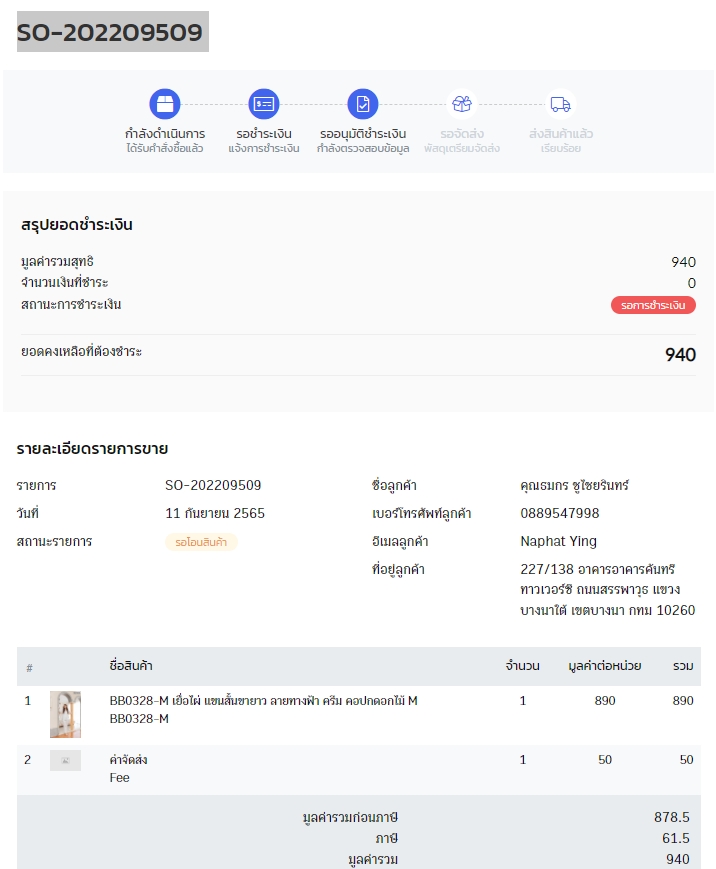 SO-202209509
กำลังดำเนินการ
ได้รับคำสั่งซื้อแล้ว
รอชำระเงิน
แจ้งการชำระเงิน
รออนุมัติชำระเงิน
กำลังตรวจสอบข้อมูล
รอจัดส่ง
พัสดุเตรียมจัดส่ง
ส่งสินค้าแล้ว
เรียบร้อย
สรุปยอดชำระเงิน
มูลค่ารวมสุทธิ 940
จำนวนเงินที่ชำระ 0
สถานะการชำระเงิน รอการชำระเงิน
ยอดคงเหลือที่ต้องชำระ 940
รายละเอียดรายการขาย
รายการ SO-202209509
วันที่ 11 กันยายน 2565
สถานะรายการ รอโอนสินค้า
ชื่อลูกค้า คุณธมกร ชูไชยรินทร์
เบอร์โทรศัพท์ลูกค้า 0889547998
อีเมลลูกค้า Naphat Ying
ที่อยู่ลูกค้า 227/138 อาคารอาคารคันทรี
ทาวเวอร์ซี ถนนสรรพาวุธ แขวง
บางนาใต้ เขตบางนา กทม 10260
# ชื่อสินค้า จำนวน มูลค่าต่อหน่วย รวม
1 BB0328-M เยื่อไผ่ แขนสั้นขายาว ลายทางฟ้า ครีม คอปกดอกไม้ M 1 890 890
BB0328-M
2 ค่าจัดส่ง 1 50 50
Fee
มูลค่ารวมก่อนภาษี 878.5
ภาษี 61.5
มูลค่ารวม 940